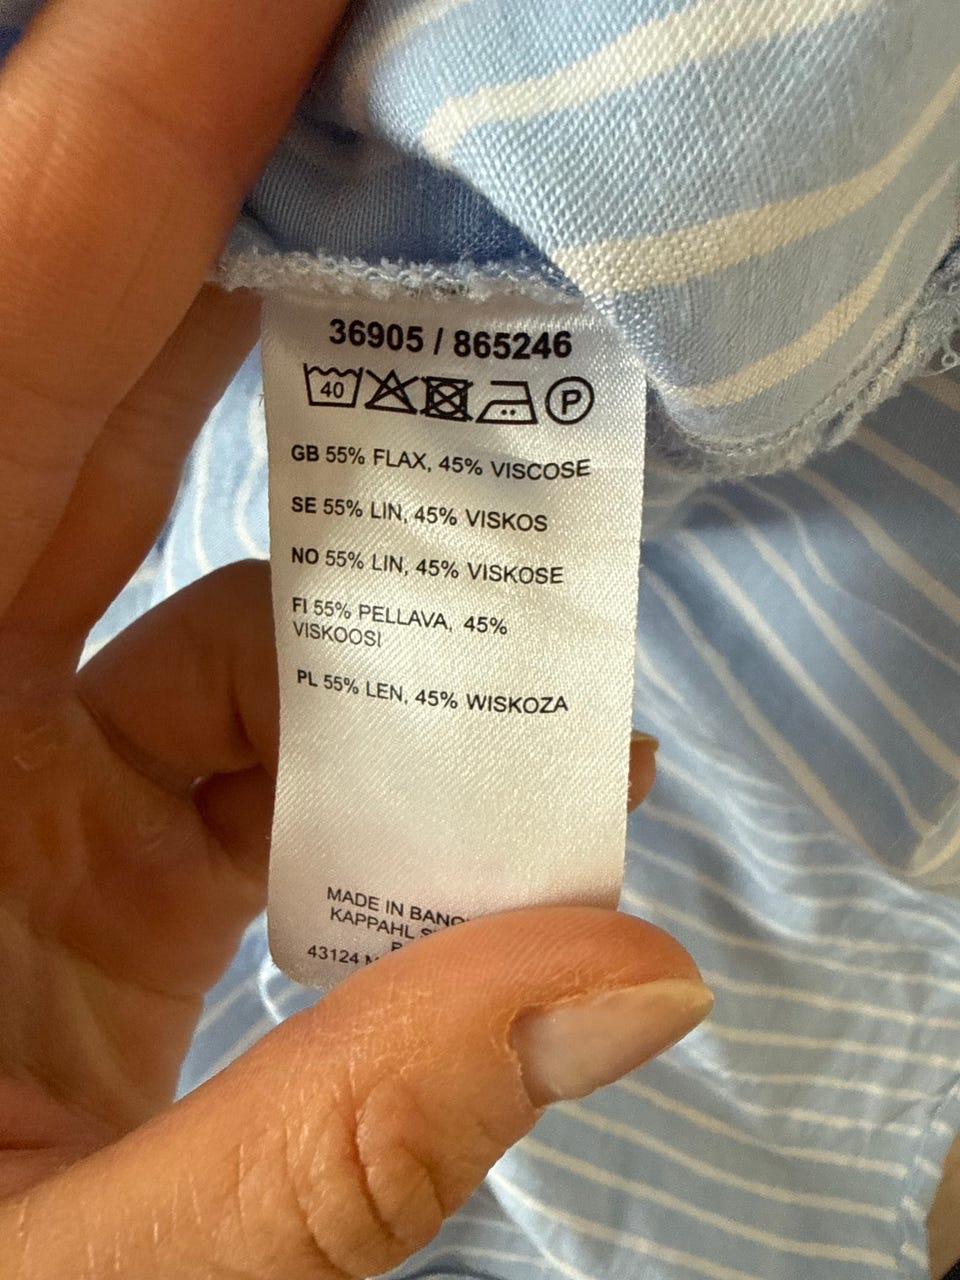 36905 / 865246
40 P
GB 55% FLAX, 45% VISCOSE
SE 55% LIN, 45% VISKOS
NO 55% LIN, 45% VISKOSE
FI 55% PELLAVA, 45%
VISKOOSI
PL 55% LEN, 45% WISKOZA
MADE IN
KAPPAHL
43124